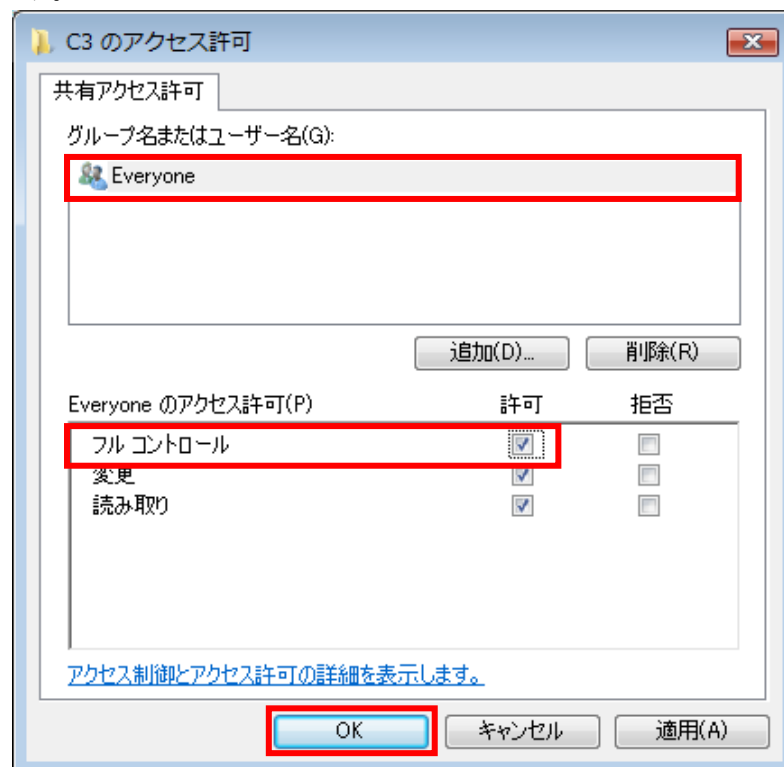 C3 のアクセス許可
共有アクセス許可
グループ名またはユーザー名(G):
Everyone
追加(D)... 削除(R)
Everyone のアクセス許可(P) 許可 拒否
フル コントロール
変更
読み取り
アクセス制御とアクセス許可の詳細を表示します。
OK キャンセル 適用(A)